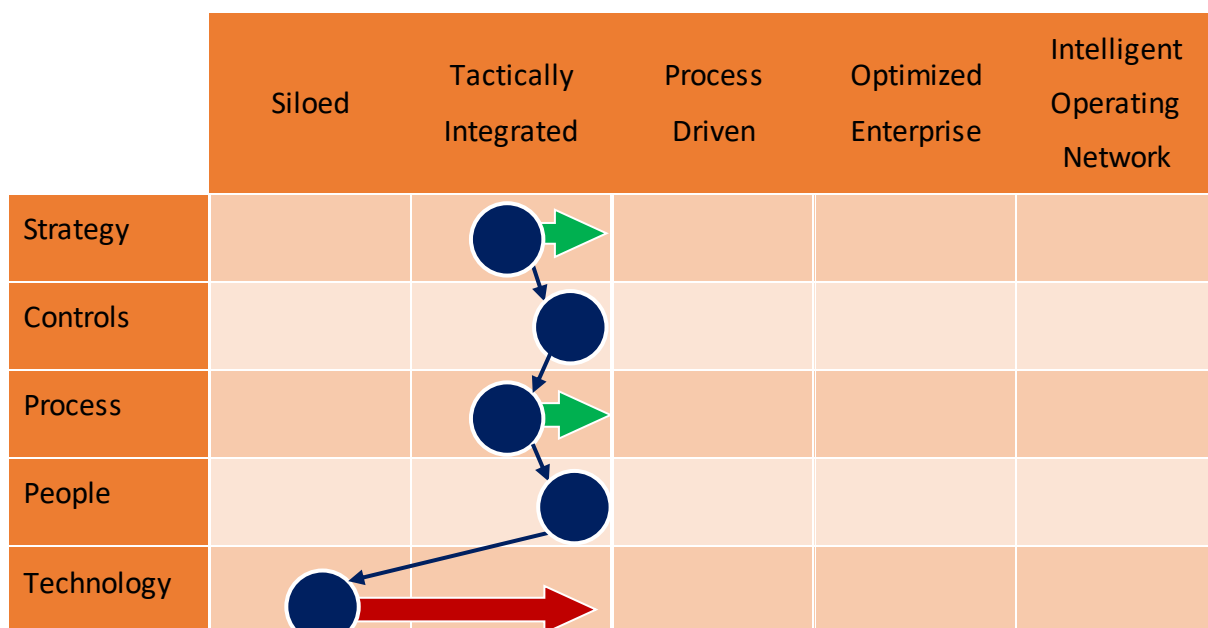 Siloed
Tactically
Integrated
Process
Driven
Optimized
Enterprise
Intelligent
Operating
Network
Strategy
Controls
Process
People
Technology